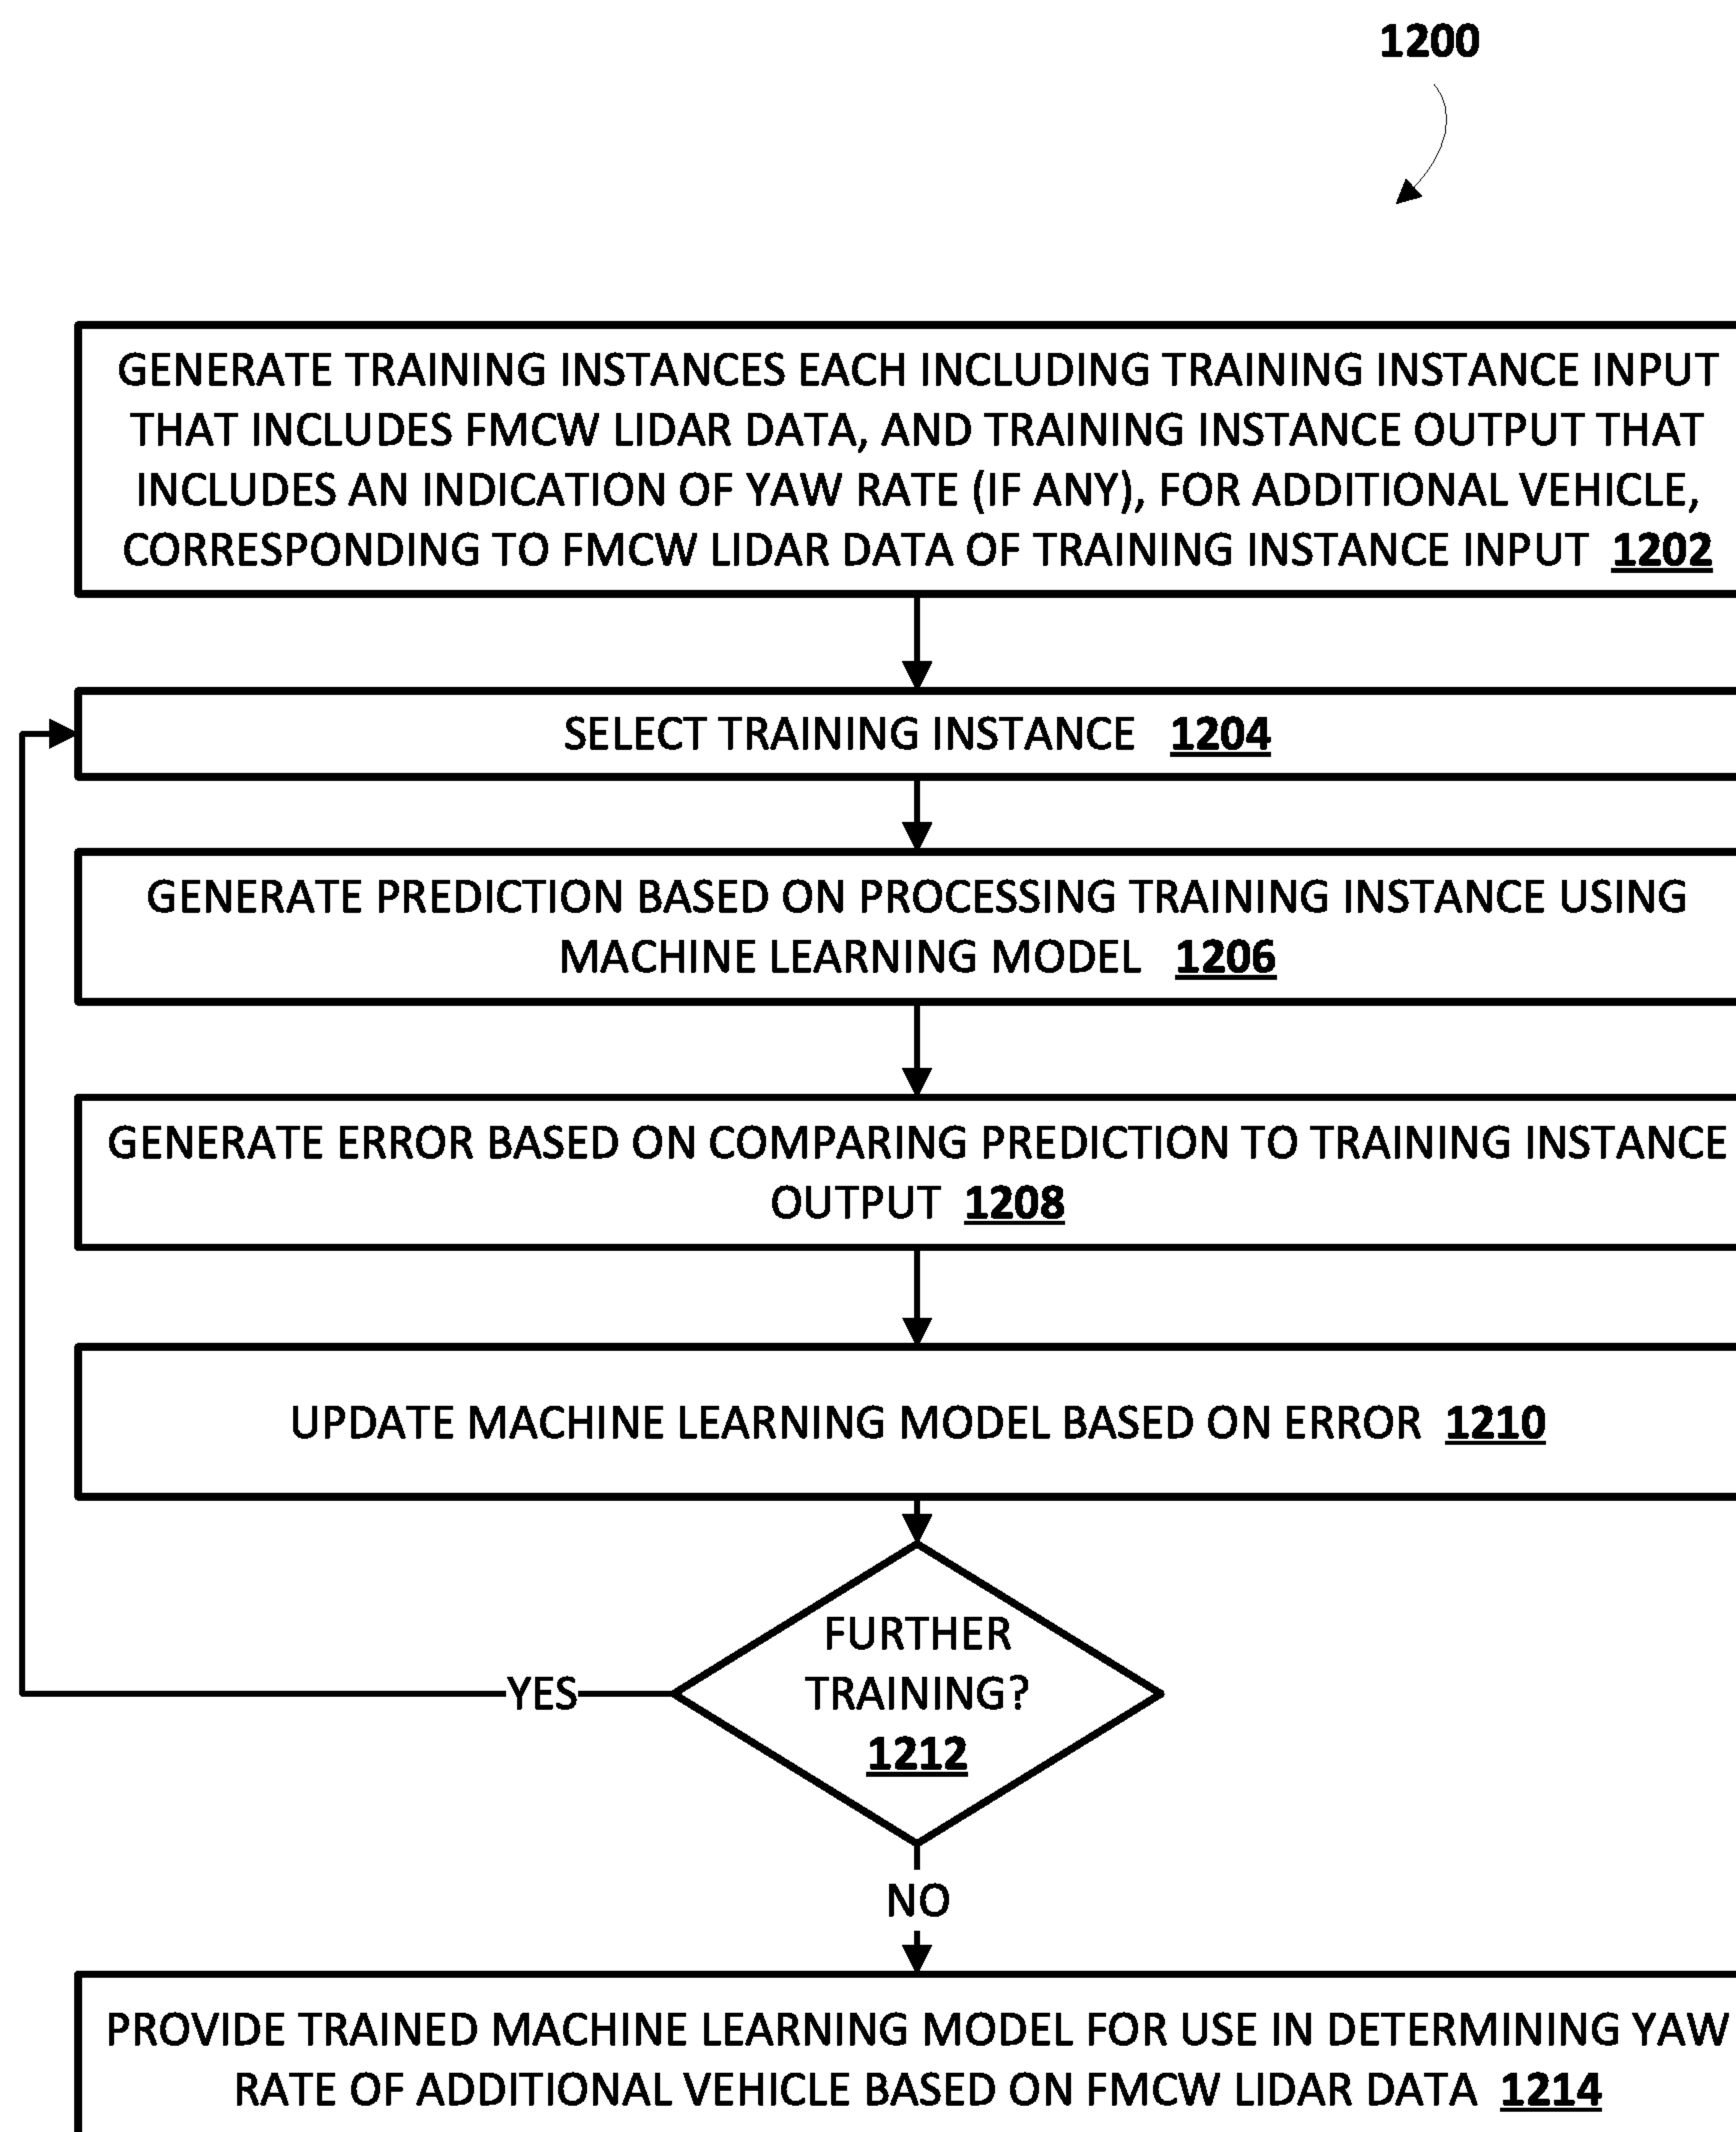 1200
GENERATE TRAINING INSTANCES EACH INCLUDING TRAINING INSTANCE INPUT
THAT INCLUDES FMCW LIDAR DATA, AND TRAINING INSTANCE OUTPUT THAT
INCLUDES AN INDICATION OF YAW RATE (IF ANY), FOR ADDITIONAL VEHICLE,
CORRESPONDING TO FMCW LIDAR DATA OF TRAINING INSTANCE INPUT 1202
SELECT TRAINING INSTANCE 1204
GENERATE PREDICTION BASED ON PROCESSING TRAINING INSTANCE USING
MACHINE LEARNING MODEL 1206
GENERATE ERROR BASED ON COMPARING PREDICTION TO TRAINING INSTANCE
OUTPUT 1208
UPDATE MACHINE LEARNING MODEL BASED ON ERROR 1210
FURTHER
TRAINING?
1212
YES
NO
PROVIDE TRAINED MACHINE LEARNING MODEL FOR USE IN DETERMINING YAW
RATE OF ADDITIONAL VEHICLE BASED ON FMCW LIDAR DATA 1214